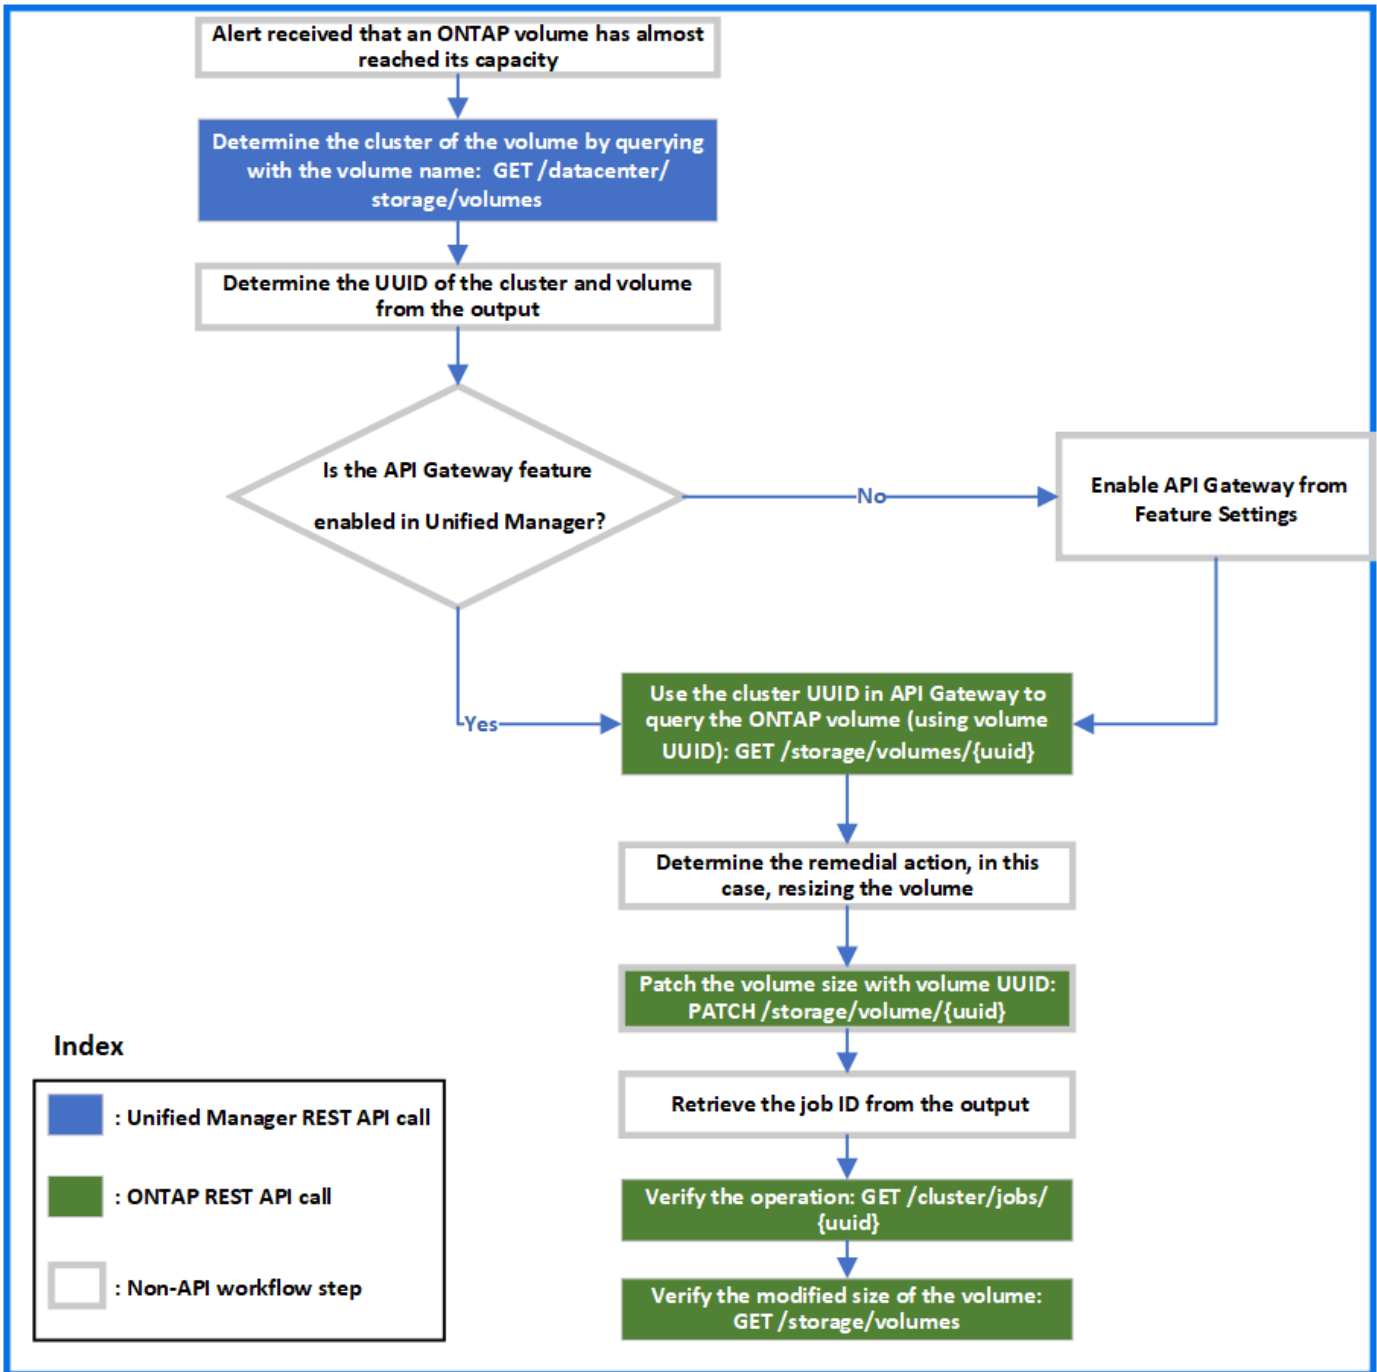 Alert received that an ONTAP volume has almost
reached its capacity
Determine the cluster of the volume by querying
with the volume name: GET /datacenter/
storage/volumes
Determine the UUID of the cluster and volume
from the output
Is the API Gateway feature
enabled in Unified Manager?
No
Enable API Gateway from
Feature Settings
Yes
Use the cluster UUID in API Gateway to
query the ONTAP volume (using volume
UUID): GET /storage/volumes/{uuid}
Determine the remedial action, in this
case, resizing the volume
Patch the volume size with volume UUID:
PATCH /storage/volume/{uuid}
Retrieve the job ID from the output
Verify the operation: GET /cluster/jobs/
{uuid}
Verify the modified size of the volume:
GET /storage/volumes
Index
: Unified Manager REST API call
: ONTAP REST API call
: Non-API workflow step